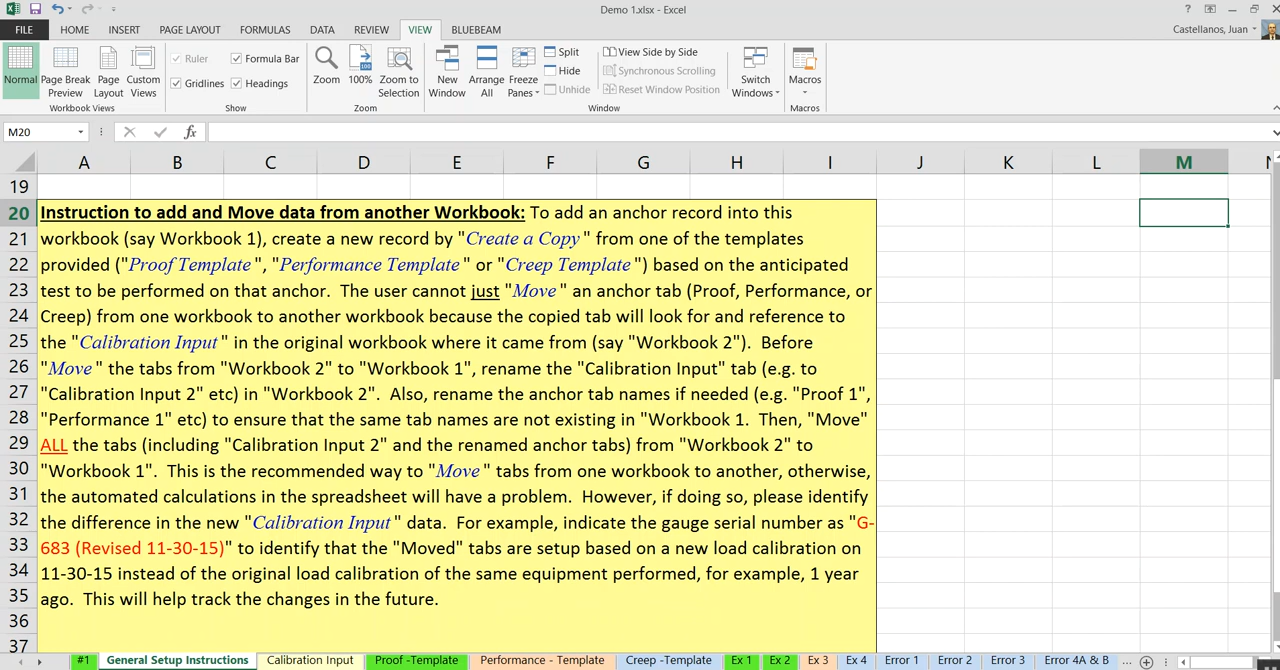 Demo 1.xlsx - Excel
FILE HOME INSERT PAGE LAYOUT FORMULAS DATA REVIEW VIEW BLUEBEAM Castellanos, Juan
Normal Page Break Preview Page Layout Custom Views
Ruler Formula Bar
Gridlines Headings
Zoom 100% Zoom to Selection
New Window Arrange All Freeze Panes
Split
Hide
Unhide
View Side by Side
Synchronous Scrolling
Reset Window Position
Switch Windows
Macros
Workbook Views Show Zoom Window Macros
M20 fx
A B C D E F G H I J K L M
19
20 Instruction to add and Move data from another Workbook: To add an anchor record into this
21 workbook (say Workbook 1), create a new record by "Create a Copy" from one of the templates
22 provided ("Proof Template", "Performance Template" or "Creep Template") based on the anticipated
23 test to be performed on that anchor. The user cannot just "Move" an anchor tab (Proof, Performance, or
24 Creep) from one workbook to another workbook because the copied tab will look for and reference to
25 the "Calibration Input" in the original workbook where it came from (say "Workbook 2"). Before
26 "Move" the tabs from "Workbook 2" to "Workbook 1", rename the "Calibration Input" tab (e.g. to
27 "Calibration Input 2" etc) in "Workbook 2". Also, rename the anchor tab names if needed (e.g. "Proof 1",
28 "Performance 1" etc) to ensure that the same tab names are not existing in "Workbook 1. Then, "Move"
29 ALL the tabs (including "Calibration Input 2" and the renamed anchor tabs) from "Workbook 2" to
30 "Workbook 1". This is the recommended way to "Move" tabs from one workbook to another, otherwise,
31 the automated calculations in the spreadsheet will have a problem. However, if doing so, please identify
32 the difference in the new "Calibration Input" data. For example, indicate the gauge serial number as "G-
33 683 (Revised 11-30-15)" to identify that the "Moved" tabs are setup based on a new load calibration on
34 11-30-15 instead of the original load calibration of the same equipment performed, for example, 1 year
35 ago. This will help track the changes in the future.
36
37
#1 General Setup Instructions Calibration Input Proof -Template Performance - Template Creep -Template Ex 1 Ex 2 Ex 3 Ex 4 Error 1 Error 2 Error 3 Error 4A & B ...